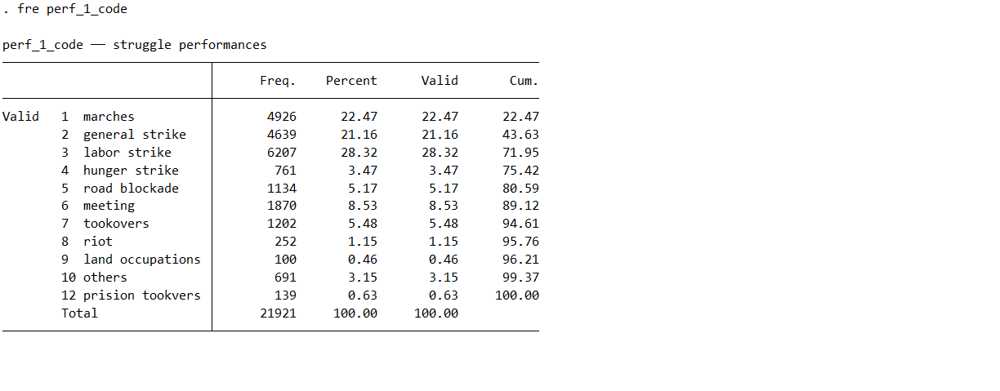 . fre perf_1_code
perf_1_code — struggle performances
Freq. Percent Valid Cum.
Valid 1 marches 4926 22.47 22.47 22.47
2 general strike 4639 21.16 21.16 43.63
3 labor strike 6207 28.32 28.32 71.95
4 hunger strike 761 3.47 3.47 75.42
5 road blockade 1134 5.17 5.17 80.59
6 meeting 1870 8.53 8.53 89.12
7 tookovers 1202 5.48 5.48 94.61
8 riot 252 1.15 1.15 95.76
9 land occupations 100 0.46 0.46 96.21
10 others 691 3.15 3.15 99.37
12 prision tookvers 139 0.63 0.63 100.00
Total 21921 100.00 100.00